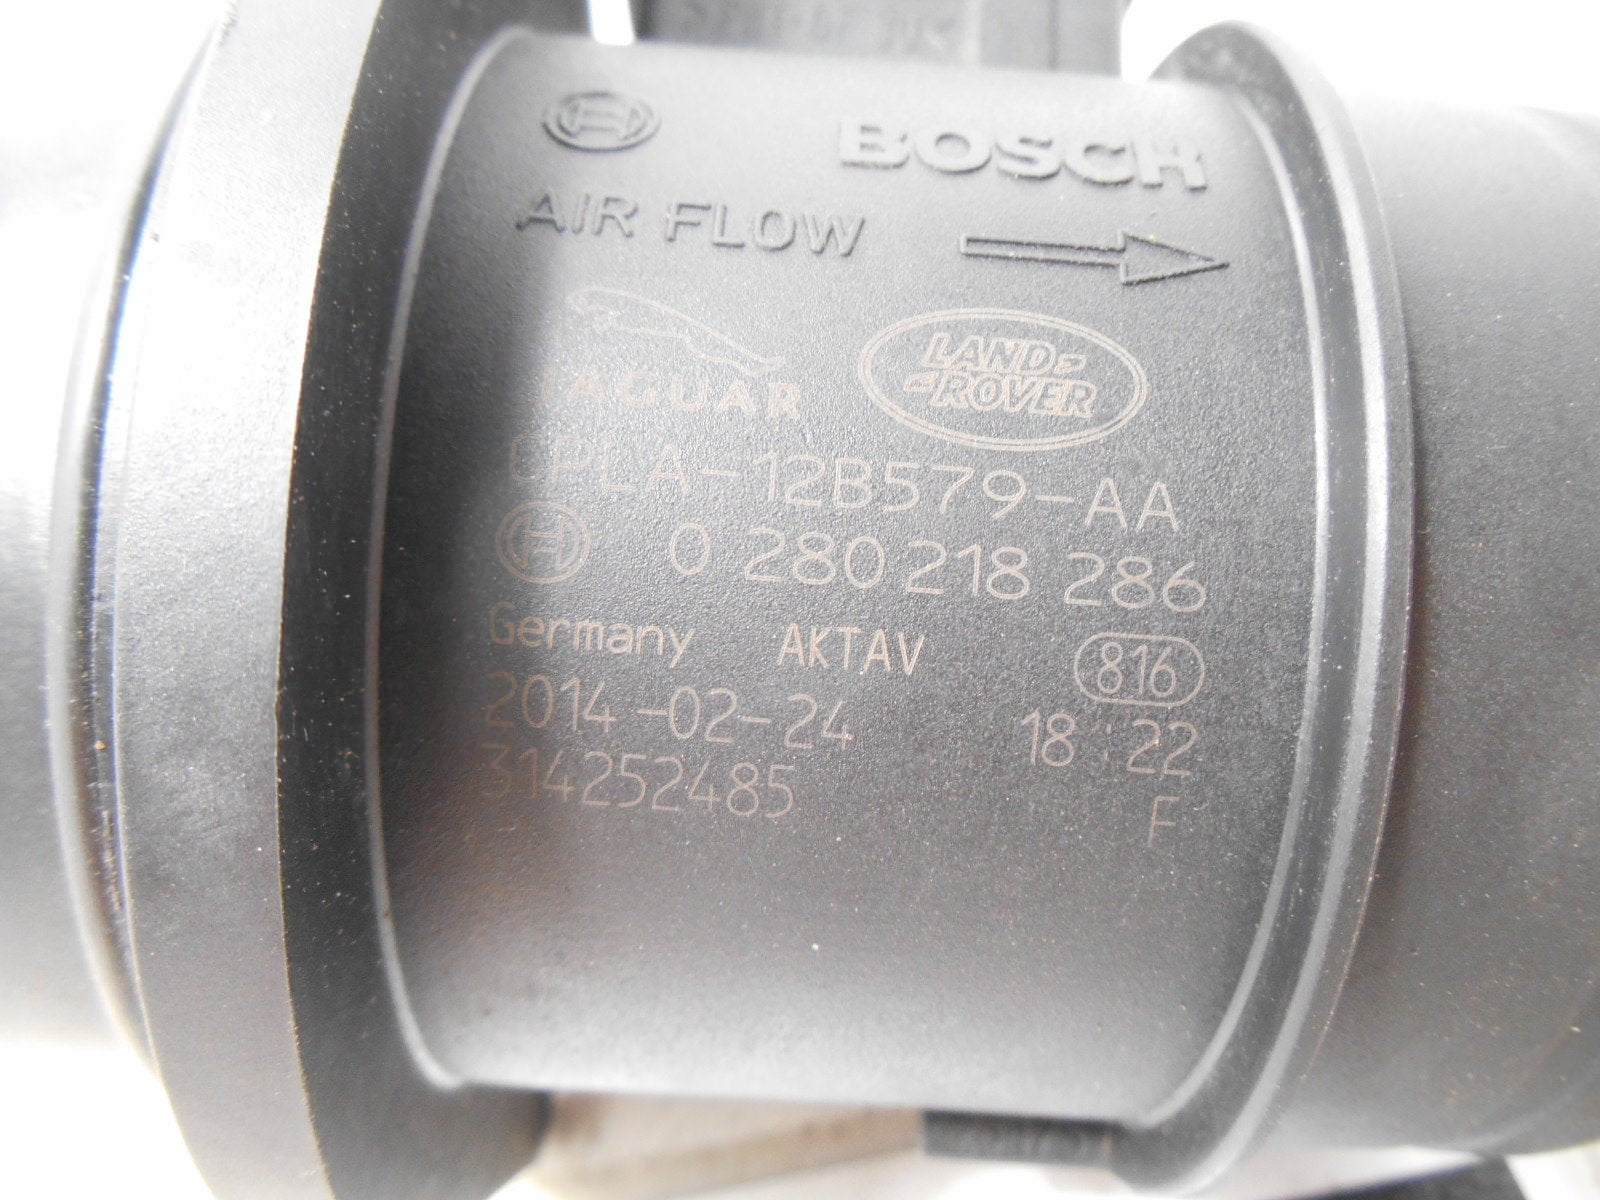 BOSCH
AIR FLOW
JAGUAR
LAND
ROVER
CPLA-12B579-AA
0 280 218 286
Germany AKTAV 816
2014-02-24 18:22
314252485 F